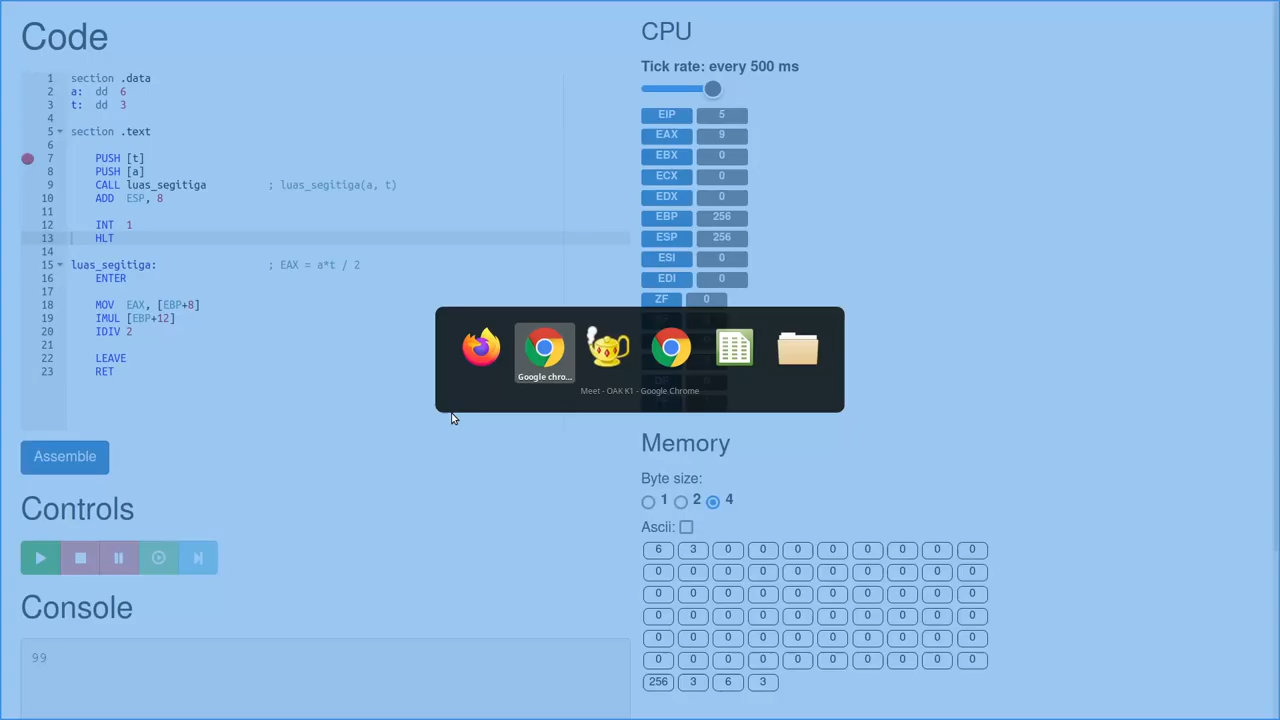 Code
1 section .data
2 a: dd 6
3 t: dd 3
4
5 section .text
6
7 PUSH [t]
8 PUSH [a]
9 CALL luas_segitiga ; luas_segitiga(a, t)
10 ADD ESP, 8
11
12 INT 1
13 HLT
14
15 luas_segitiga: ; EAX = a*t / 2
16 ENTER
17
18 MOV EAX, [EBP+8]
19 IMUL [EBP+12]
20 IDIV 2
21
22 LEAVE
23 RET
Assemble
Controls
Console
99
CPU
Tick rate: every 500 ms
EIP 5
EAX 9
EBX 0
ECX 0
EDX 0
EBP 256
ESP 256
ESI 0
EDI 0
ZF 0
Google chro...
Meet - OAK K1 - Google Chrome
Memory
Byte size:
1 2 4
Ascii:
6 3 0 0 0 0 0 0 0 0
0 0 0 0 0 0 0 0 0 0
0 0 0 0 0 0 0 0 0 0
0 0 0 0 0 0 0 0 0 0
0 0 0 0 0 0 0 0 0 0
0 0 0 0 0 0 0 0 0 0
256 3 6 3